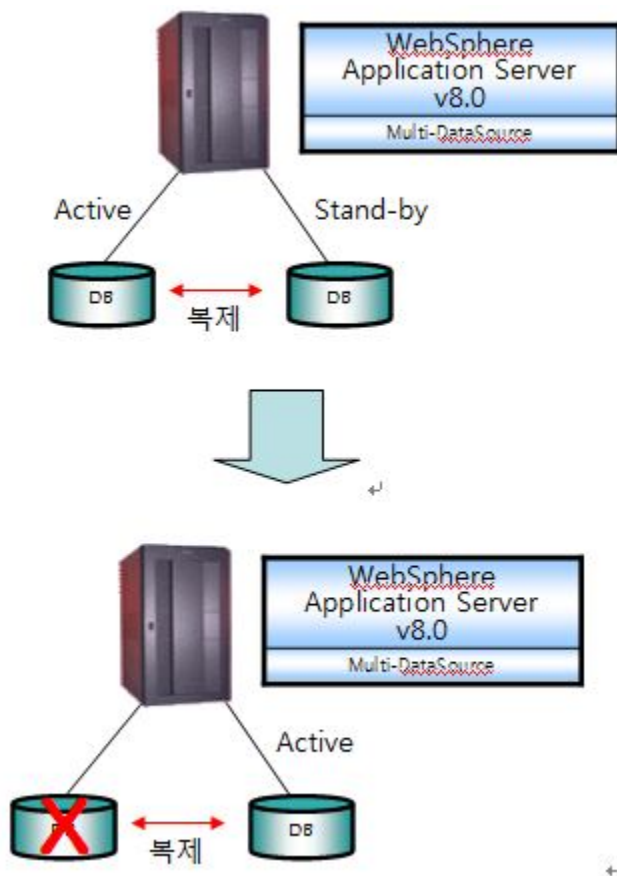 WebSphere
Application Server
v8.0
Multi-DataSource
Active
Stand-by
DB
DB
복제
WebSphere
Application Server
v8.0
Multi-DataSource
Active
DB
복제